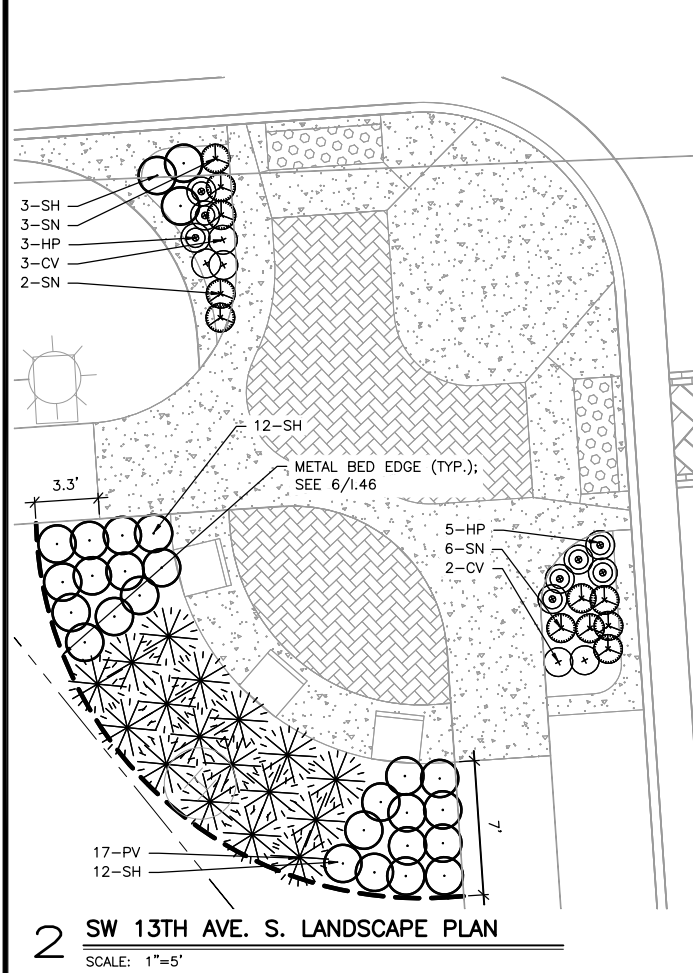 3-SH
3-SN
3-HP
3-CV
2-SN
12-SH
METAL BED EDGE (TYP.);
SEE 6/I.46
3.3'
5-HP
6-SN
2-CV
7'
17-PV
12-SH
2 SW 13TH AVE. S. LANDSCAPE PLAN
SCALE: 1"=5'